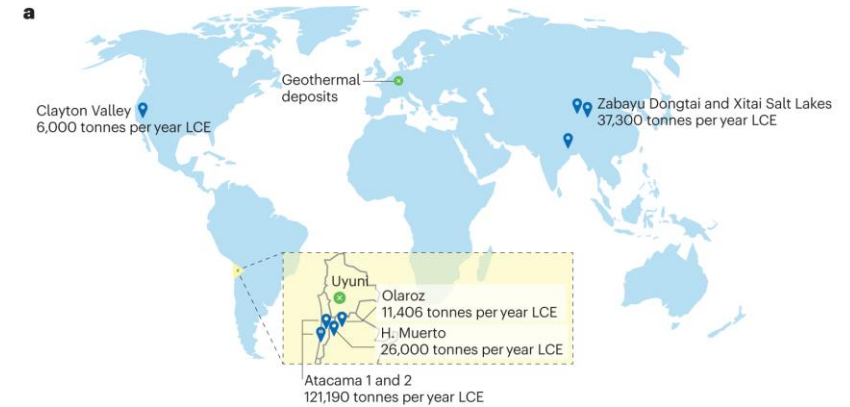 a
Geothermal
deposits
Clayton Valley
6,000 tonnes per year LCE
Zabayu Dongtai and Xitai Salt Lakes
37,300 tonnes per year LCE
Uyuni
Olaroz
11,406 tonnes per year LCE
H. Muerto
26,000 tonnes per year LCE
Atacama 1 and 2
121,190 tonnes per year LCE